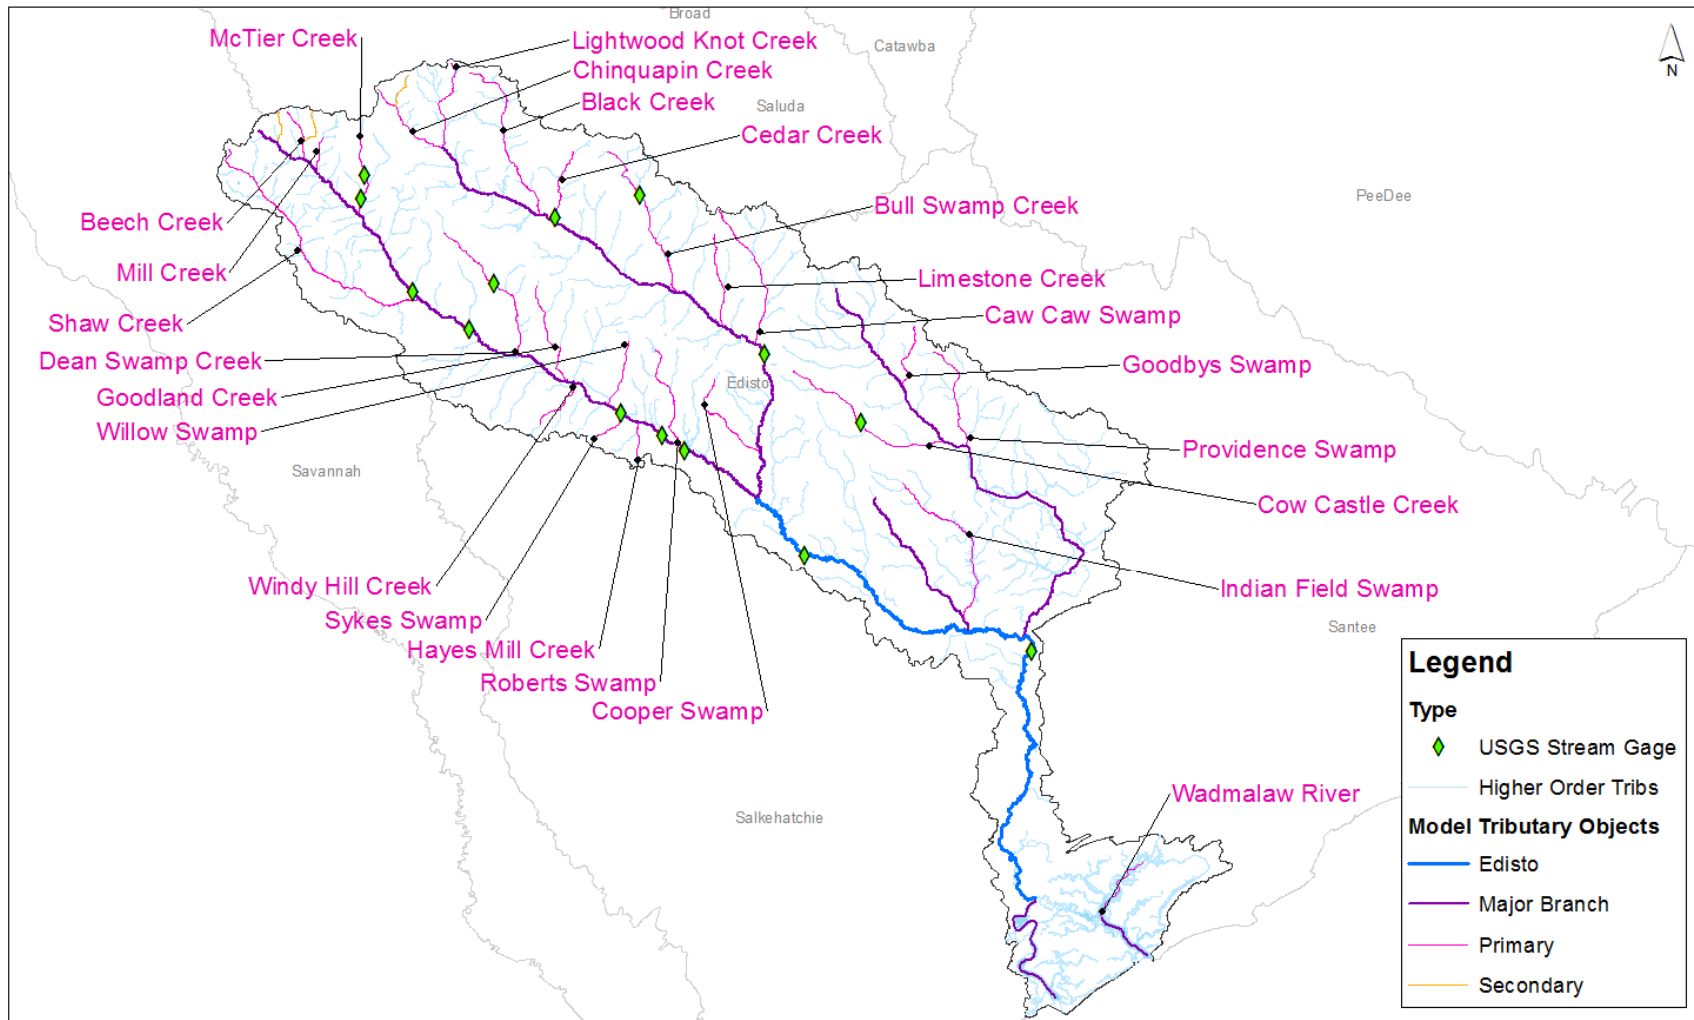 Broad
McTier Creek
Lightwood Knot Creek
Catawba
N
Chinquapin Creek
Black Creek
Saluda
Cedar Creek
PeeDee
Beech Creek
Bull Swamp Creek
Mill Creek
Limestone Creek
Shaw Creek
Caw Caw Swamp
Dean Swamp Creek
Goodbys Swamp
Edisto
Goodland Creek
Willow Swamp
Providence Swamp
Savannah
Cow Castle Creek
Windy Hill Creek
Indian Field Swamp
Sykes Swamp
Santee
Hayes Mill Creek
Roberts Swamp
Cooper Swamp
Wadmalaw River
Salkehatchie
Legend
Type
USGS Stream Gage
Higher Order Tribs
Model Tributary Objects
Edisto
Major Branch
Primary
Secondary